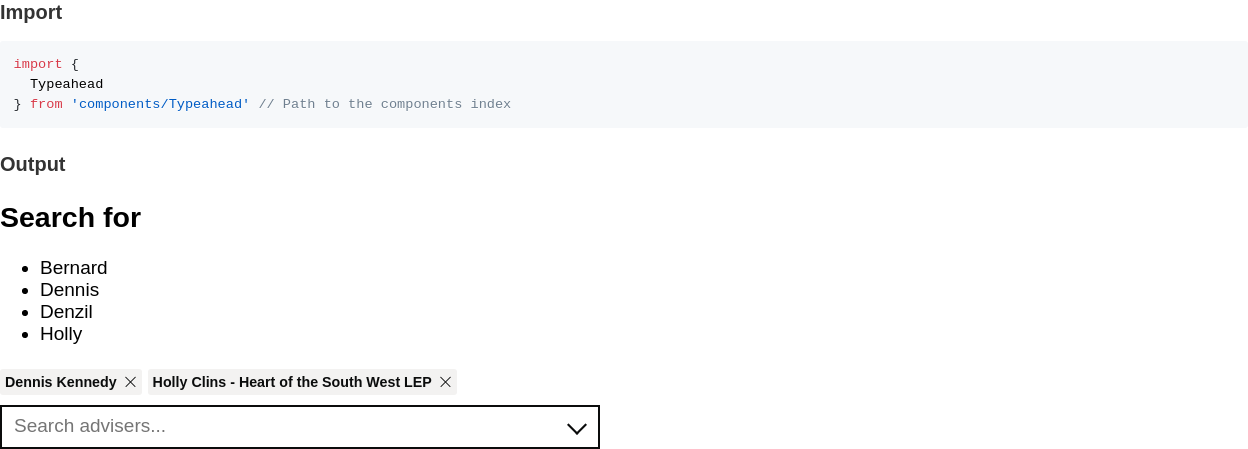 Import
import {
  Typeahead
} from 'components/Typeahead' // Path to the components index
Output
Search for
Bernard
Dennis
Denzil
Holly
Dennis Kennedy Holly Clins - Heart of the South West LEP
Search advisers...